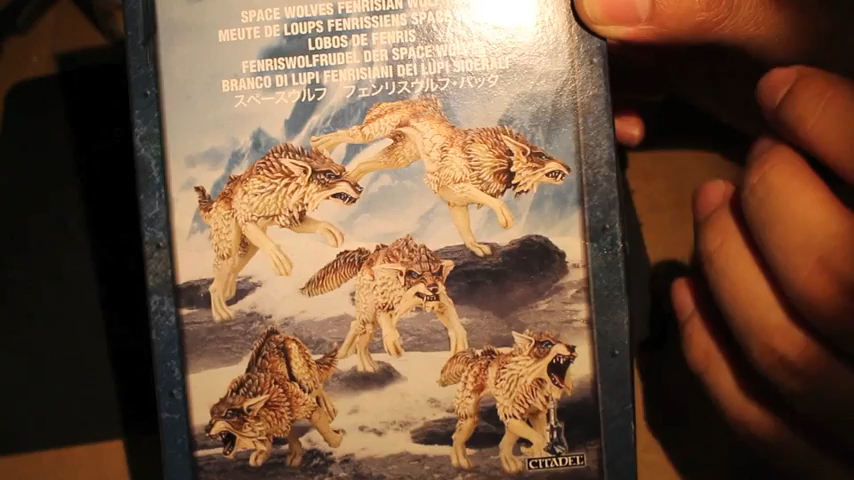 SPACE WOLVES FENRISIAN
MEUTE DE LOUPS FENRISSIENS
LOBOS DE FENRIS
FENRISWOLFRUDEL DER SPACE WOLVES
BRANCO DI LUPI FENRISIANI DEI LUPI SIDERALI
スペースウルフ フェンリスウルフ・パック
CITADEL